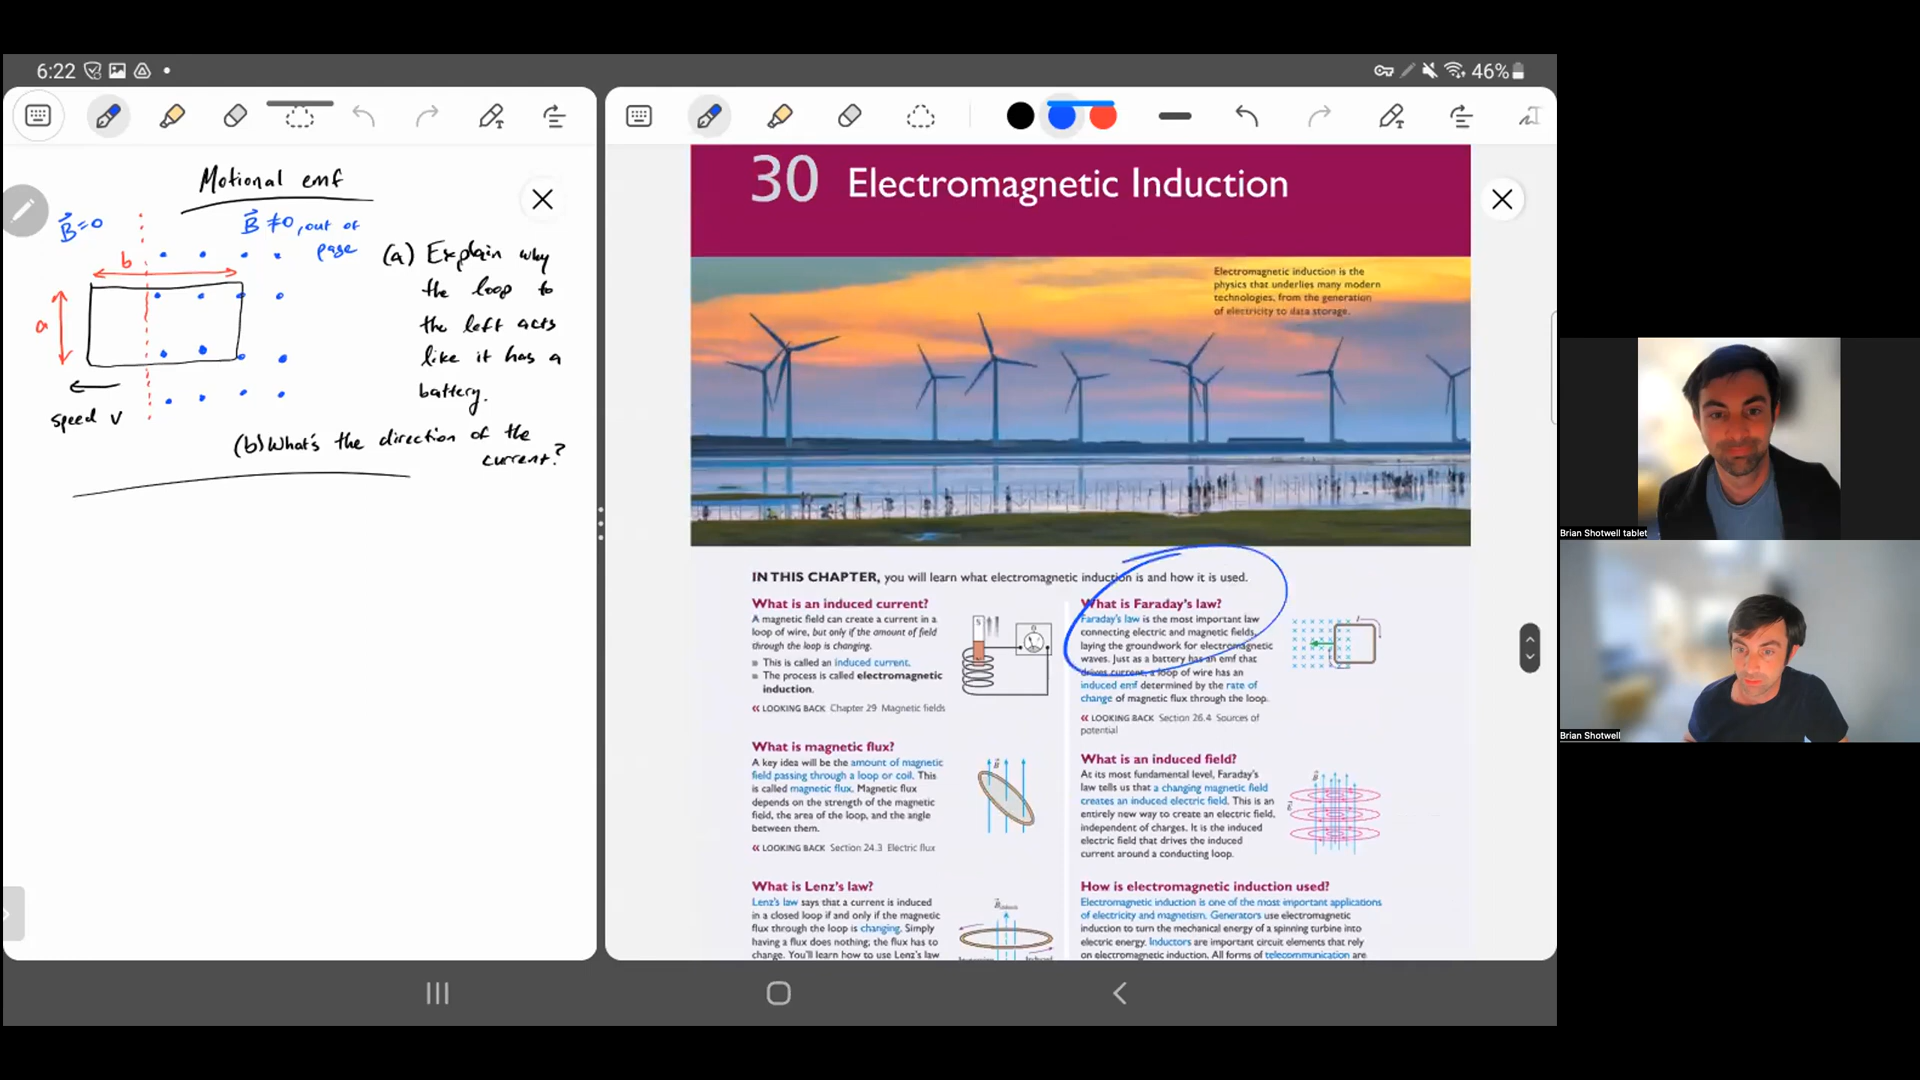 6:22
46%
Motional emf
B=0
B≠0, out of
page
b
a
speed v
(a) Explain why
the loop to
the left acts
like it has a
battery.
(b) What's the direction of the
current?
30 Electromagnetic Induction
Electromagnetic induction is the
physics that underlies many modern
technologies, from the generation
of electricity to data storage.
IN THIS CHAPTER, you will learn what electromagnetic induction is and how it is used.
What is an induced current?
A magnetic field can create a current in a
loop of wire, but only if the amount of field
through the loop is changing.
■ This is called an induced current.
■ The process is called electromagnetic
induction.
« LOOKING BACK Chapter 29 Magnetic fields
What is magnetic flux?
A key idea will be the amount of magnetic
field passing through a loop or coil. This
is called magnetic flux. Magnetic flux
depends on the strength of the magnetic
field, the area of the loop, and the angle
between them.
« LOOKING BACK Section 24.3 Electric flux
What is Lenz's law?
Lenz's law says that a current is induced
in a closed loop if and only if the magnetic
flux through the loop is changing. Simply
having a flux does nothing; the flux has to
change. You'll learn how to use Lenz's law
What is Faraday's law?
Faraday's law is the most important law
connecting electric and magnetic fields,
laying the groundwork for electromagnetic
waves. Just as a battery has an emf that
drives current, a loop of wire has an
induced emf determined by the rate of
change of magnetic flux through the loop.
« LOOKING BACK Section 26.4 Sources of
potential
What is an induced field?
At its most fundamental level, Faraday's
law tells us that a changing magnetic field
creates an induced electric field. This is an
entirely new way to create an electric field,
independent of charges. It is the induced
electric field that drives the induced
current around a conducting loop.
How is electromagnetic induction used?
Electromagnetic induction is one of the most important applications
of electricity and magnetism. Generators use electromagnetic
induction to turn the mechanical energy of a spinning turbine into
electric energy. Inductors are important circuit elements that rely
on electromagnetic induction. All forms of telecommunication are
Brian Shotwell tablet
Brian Shotwell